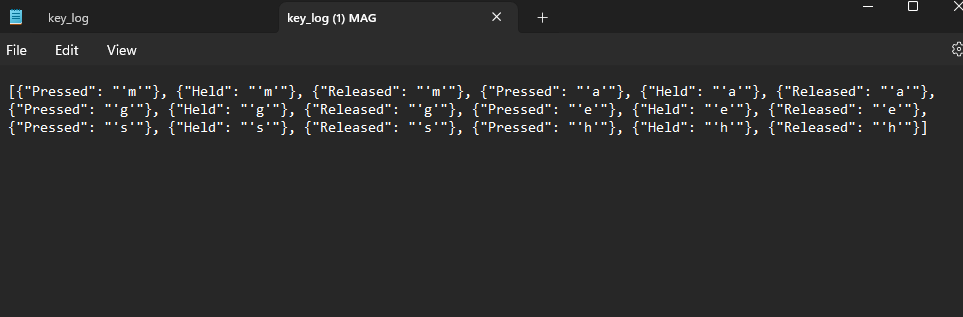 key_log
key_log (1) MAG
File Edit View
[{"Pressed": "'m'"}, {"Held": "'m'"}, {"Released": "'m'"}, {"Pressed": "'a'"}, {"Held": "'a'"}, {"Released": "'a'"},
{"Pressed": "'g'"}, {"Held": "'g'"}, {"Released": "'g'"}, {"Pressed": "'e'"}, {"Held": "'e'"}, {"Released": "'e'"},
{"Pressed": "'s'"}, {"Held": "'s'"}, {"Released": "'s'"}, {"Pressed": "'h'"}, {"Held": "'h'"}, {"Released": "'h'"}]